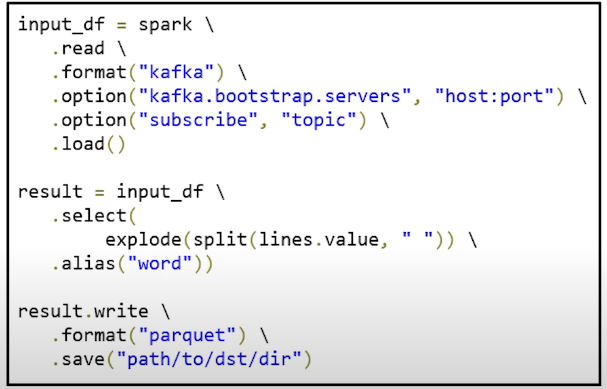 input_df = spark \
.read \
.format("kafka") \
.option("kafka.bootstrap.servers", "host:port") \
.option("subscribe", "topic") \
.load()
result = input_df \
.select(
explode(split(lines.value, " ")) \
.alias("word"))
result.write \
.format("parquet") \
.save("path/to/dst/dir")